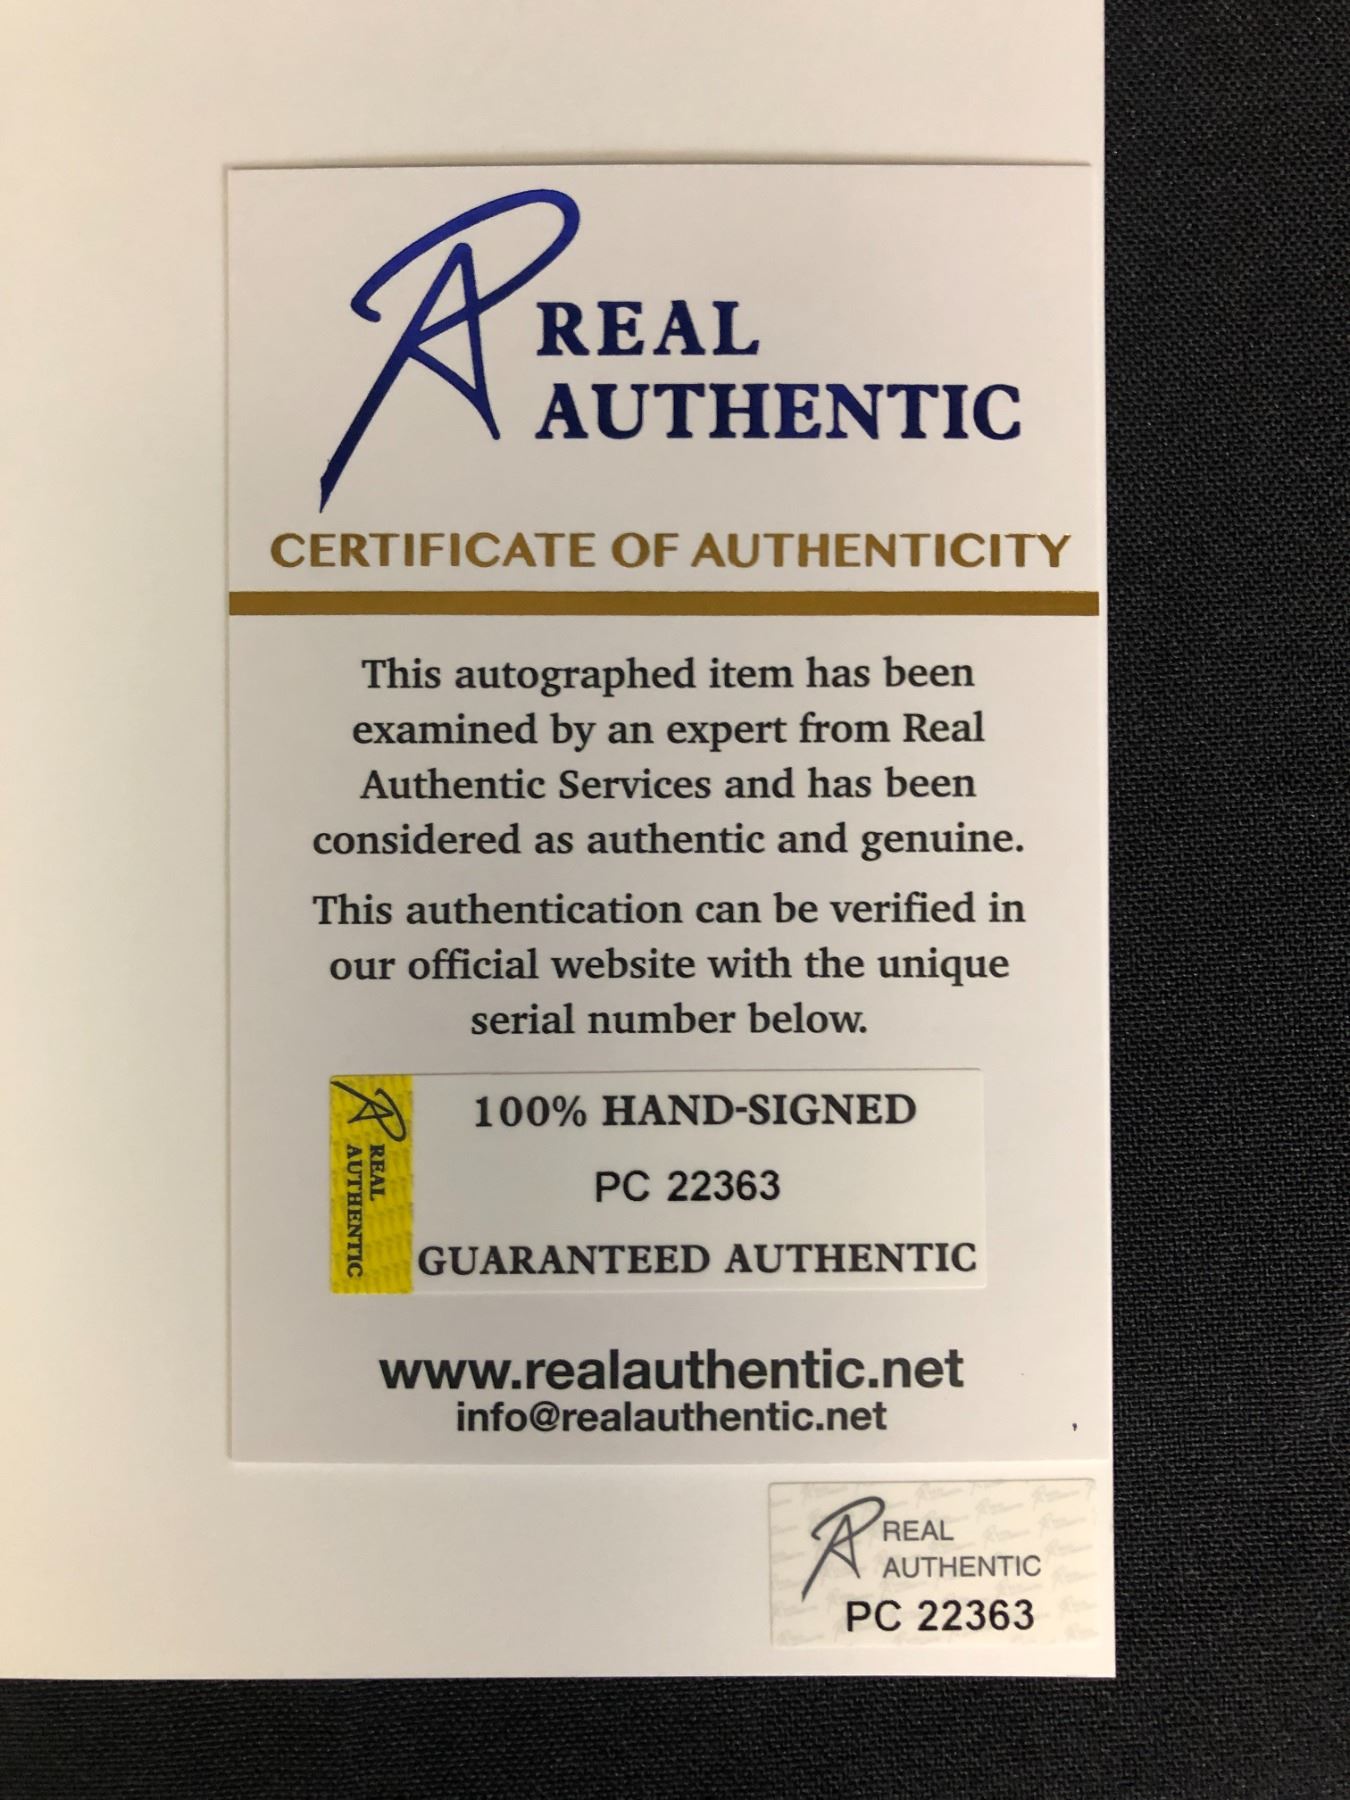 REAL
AUTHENTIC
CERTIFICATE OF AUTHENTICITY
This autographed item has been
examined by an expert from Real
Authentic Services and has been
considered as authentic and genuine.
This authentication can be verified in
our official website with the unique
serial number below.
REAL
AUTHENTIC
100% HAND-SIGNED
PC 22363
GUARANTEED AUTHENTIC
www.realauthentic.net
info@realauthentic.net
REAL
AUTHENTIC
PC 22363